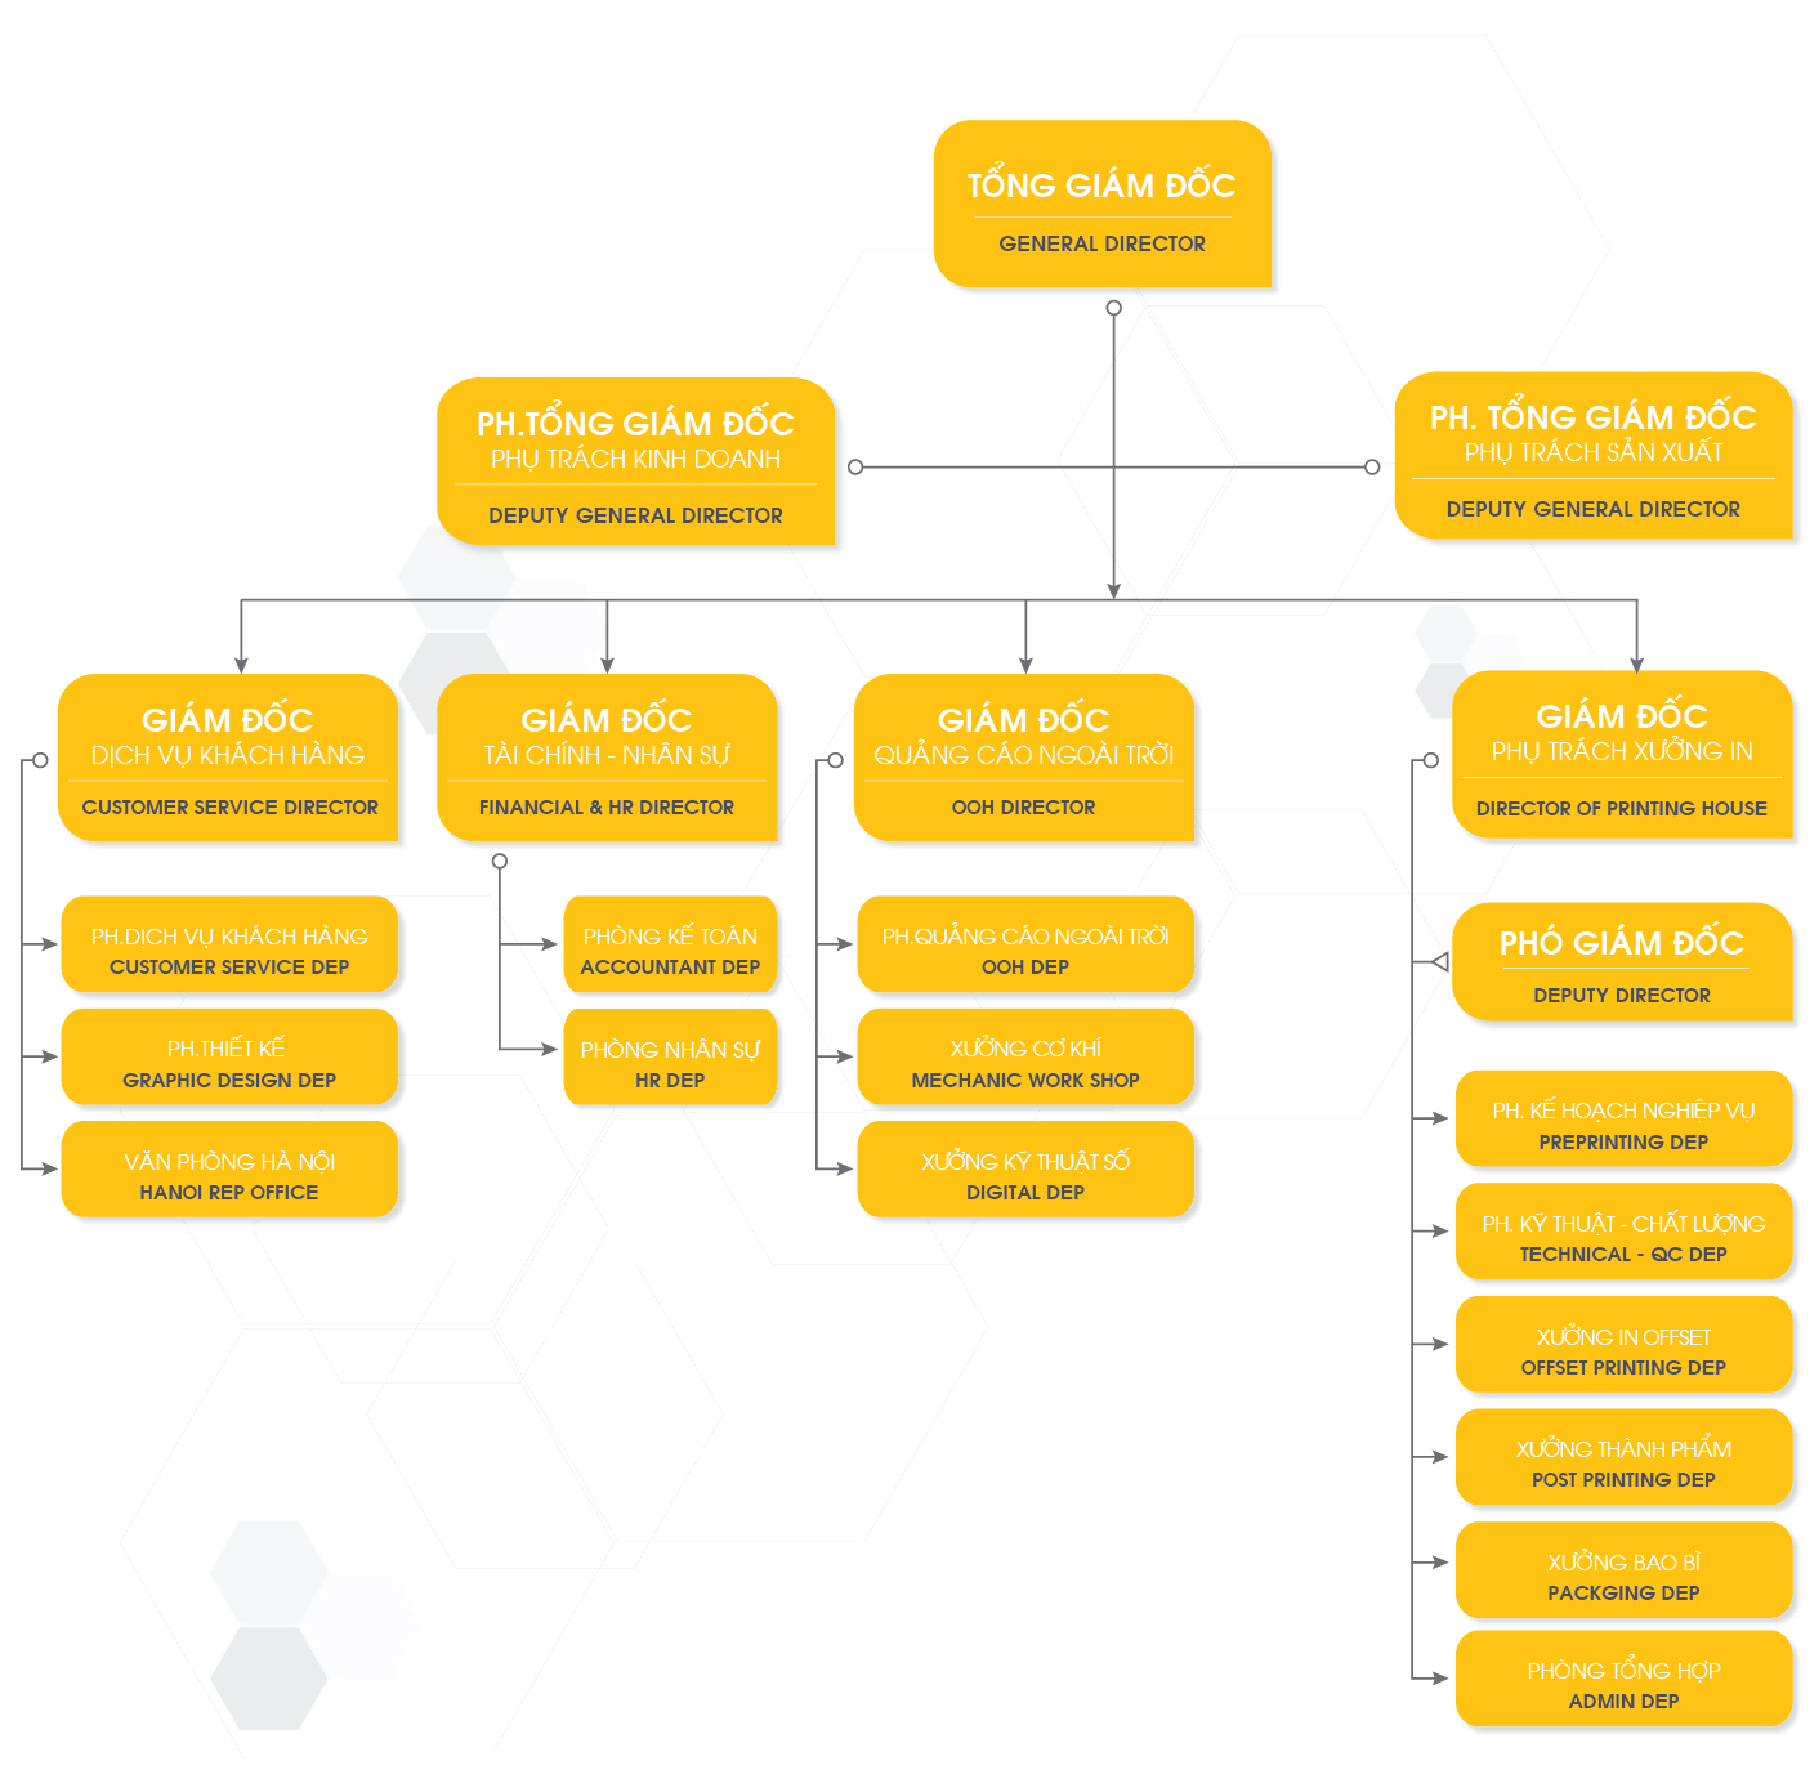 TỔNG GIÁM ĐỐC
GENERAL DIRECTOR
PH.TỔNG GIÁM ĐỐC
PHỤ TRÁCH KINH DOANH
DEPUTY GENERAL DIRECTOR
PH. TỔNG GIÁM ĐỐC
PHỤ TRÁCH SẢN XUẤT
DEPUTY GENERAL DIRECTOR
GIÁM ĐỐC
DỊCH VỤ KHÁCH HÀNG
CUSTOMER SERVICE DIRECTOR
GIÁM ĐỐC
TÀI CHÍNH - NHÂN SỰ
FINANCIAL & HR DIRECTOR
GIÁM ĐỐC
QUẢNG CÁO NGOÀI TRỜI
OOH DIRECTOR
GIÁM ĐỐC
PHỤ TRÁCH XƯỞNG IN
DIRECTOR OF PRINTING HOUSE
PH.DỊCH VỤ KHÁCH HÀNG
CUSTOMER SERVICE DEP
PH.THIẾT KẾ
GRAPHIC DESIGN DEP
VĂN PHÒNG HÀ NỘI
HANOI REP OFFICE
PHÒNG KẾ TOÁN
ACCOUNTANT DEP
PHÒNG NHÂN SỰ
HR DEP
PH.QUẢNG CÁO NGOÀI TRỜI
OOH DEP
XƯỞNG CƠ KHÍ
MECHANIC WORK SHOP
XƯỞNG KỸ THUẬT SỐ
DIGITAL DEP
PHÓ GIÁM ĐỐC
DEPUTY DIRECTOR
PH. KẾ HOẠCH NGHIỆP VỤ
PREPRINTING DEP
PH. KỸ THUẬT - CHẤT LƯỢNG
TECHNICAL - QC DEP
XƯỞNG IN OFFSET
OFFSET PRINTING DEP
XƯỞNG THÀNH PHẨM
POST PRINTING DEP
XƯỞNG BAO BÌ
PACKGING DEP
PHÒNG TỔNG HỢP
ADMIN DEP